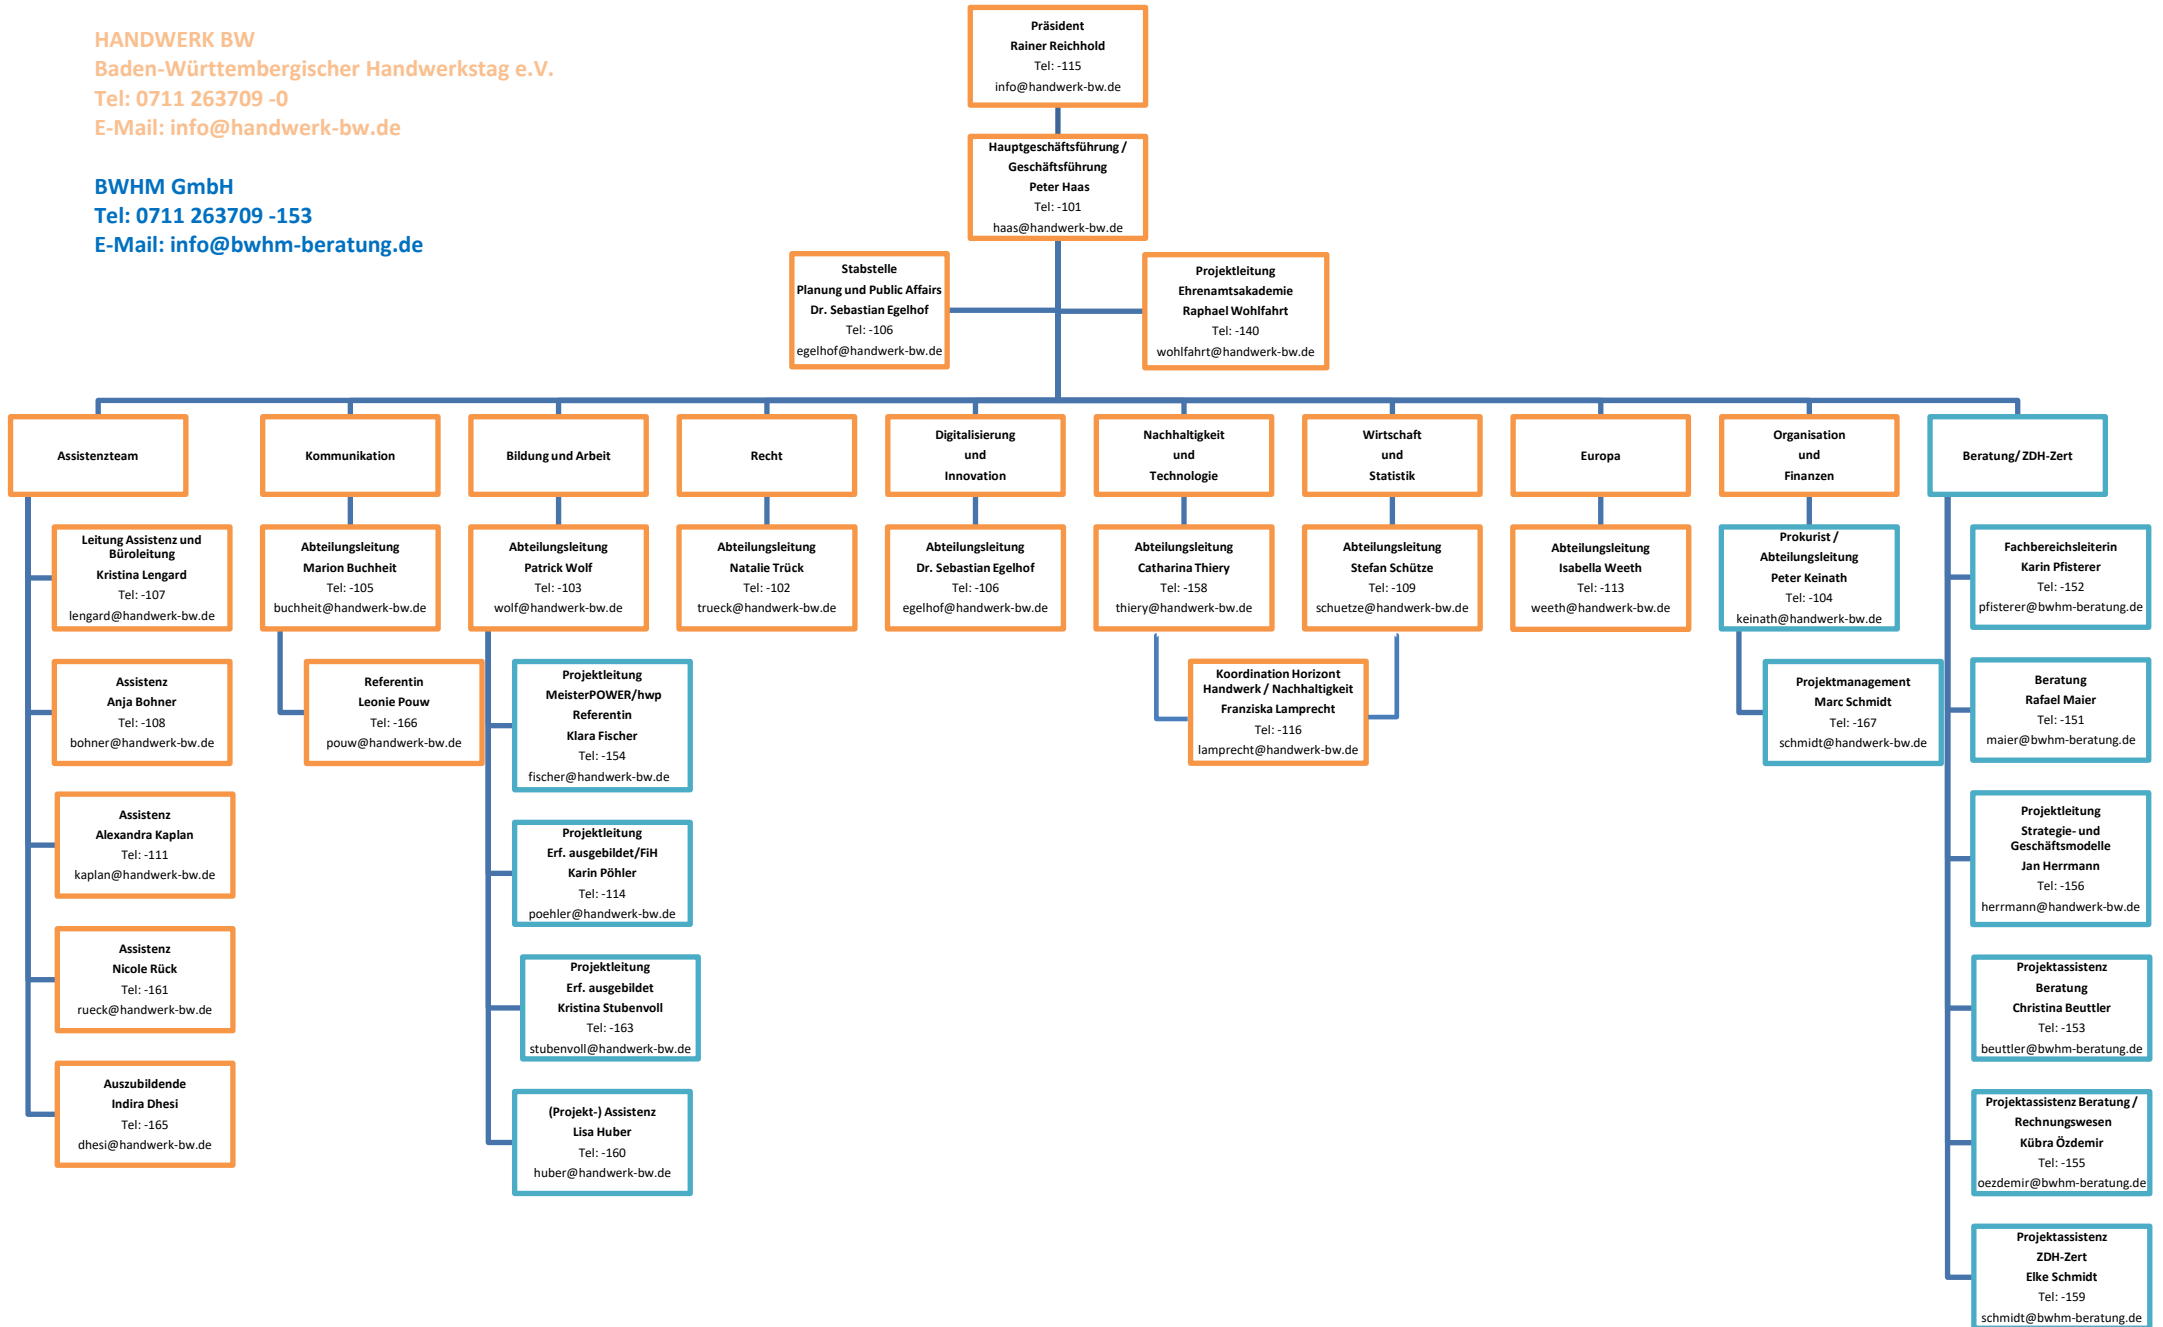 HANDWERK BW
Baden-Württembergischer Handwerkstag e.V.
Tel: 0711 263709 -0
E-Mail: info@handwerk-bw.de
BWHM GmbH
Tel: 0711 263709 -153
E-Mail: info@bwhm-beratung.de
Präsident
Rainer Reichhold
Tel: -115
info@handwerk-bw.de
Hauptgeschäftsführung /
Geschäftsführung
Peter Haas
Tel: -101
haas@handwerk-bw.de
Stabstelle
Planung und Public Affairs
Dr. Sebastian Egelhof
Tel: -106
egelhof@handwerk-bw.de
Projektleitung
Ehrenamtsakademie
Raphael Wohlfahrt
Tel: -140
wohlfahrt@handwerk-bw.de
Assistenzteam
Leitung Assistenz und
Büroleitung
Kristina Lengard
Tel: -107
lengard@handwerk-bw.de
Assistenz
Anja Bohner
Tel: -108
bohner@handwerk-bw.de
Assistenz
Alexandra Kaplan
Tel: -111
kaplan@handwerk-bw.de
Assistenz
Nicole Rück
Tel: -161
rueck@handwerk-bw.de
Auszubildende
Indira Dhesi
Tel: -165
dhesi@handwerk-bw.de
Kommunikation
Abteilungsleitung
Marion Buchheit
Tel: -105
buchheit@handwerk-bw.de
Referentin
Leonie Pouw
Tel: -166
pouw@handwerk-bw.de
Bildung und Arbeit
Abteilungsleitung
Patrick Wolf
Tel: -103
wolf@handwerk-bw.de
Projektleitung
MeisterPOWER/hwp
Referentin
Klara Fischer
Tel: -154
fischer@handwerk-bw.de
Projektleitung
Erf. ausgebildet/FiH
Karin Pöhler
Tel: -114
poehler@handwerk-bw.de
Projektleitung
Erf. ausgebildet
Kristina Stubenvoll
Tel: -163
stubenvoll@handwerk-bw.de
(Projekt-) Assistenz
Lisa Huber
Tel: -160
huber@handwerk-bw.de
Recht
Abteilungsleitung
Natalie Trück
Tel: -102
trueck@handwerk-bw.de
Digitalisierung
und
Innovation
Abteilungsleitung
Dr. Sebastian Egelhof
Tel: -106
egelhof@handwerk-bw.de
Nachhaltigkeit
und
Technologie
Abteilungsleitung
Catharina Thiery
Tel: -158
thiery@handwerk-bw.de
Wirtschaft
und
Statistik
Abteilungsleitung
Stefan Schütze
Tel: -109
schuetze@handwerk-bw.de
Koordination Horizont
Handwerk / Nachhaltigkeit
Franziska Lamprecht
Tel: -116
lamprecht@handwerk-bw.de
Europa
Abteilungsleitung
Isabella Weeth
Tel: -113
weeth@handwerk-bw.de
Organisation
und
Finanzen
Prokurist /
Abteilungsleitung
Peter Keinath
Tel: -104
keinath@handwerk-bw.de
Projektmanagement
Marc Schmidt
Tel: -167
schmidt@handwerk-bw.de
Beratung/ ZDH-Zert
Fachbereichsleiterin
Karin Pfisterer
Tel: -152
pfisterer@bwhm-beratung.de
Beratung
Rafael Maier
Tel: -151
maier@bwhm-beratung.de
Projektleitung
Strategie- und
Geschäftsmodelle
Jan Herrmann
Tel: -156
herrmann@handwerk-bw.de
Projektassistenz
Beratung
Christina Beuttler
Tel: -153
beuttler@bwhm-beratung.de
Projektassistenz Beratung /
Rechnungswesen
Kübra Özdemir
Tel: -155
oezdemir@bwhm-beratung.de
Projektassistenz
ZDH-Zert
Elke Schmidt
Tel: -159
schmidt@bwhm-beratung.de